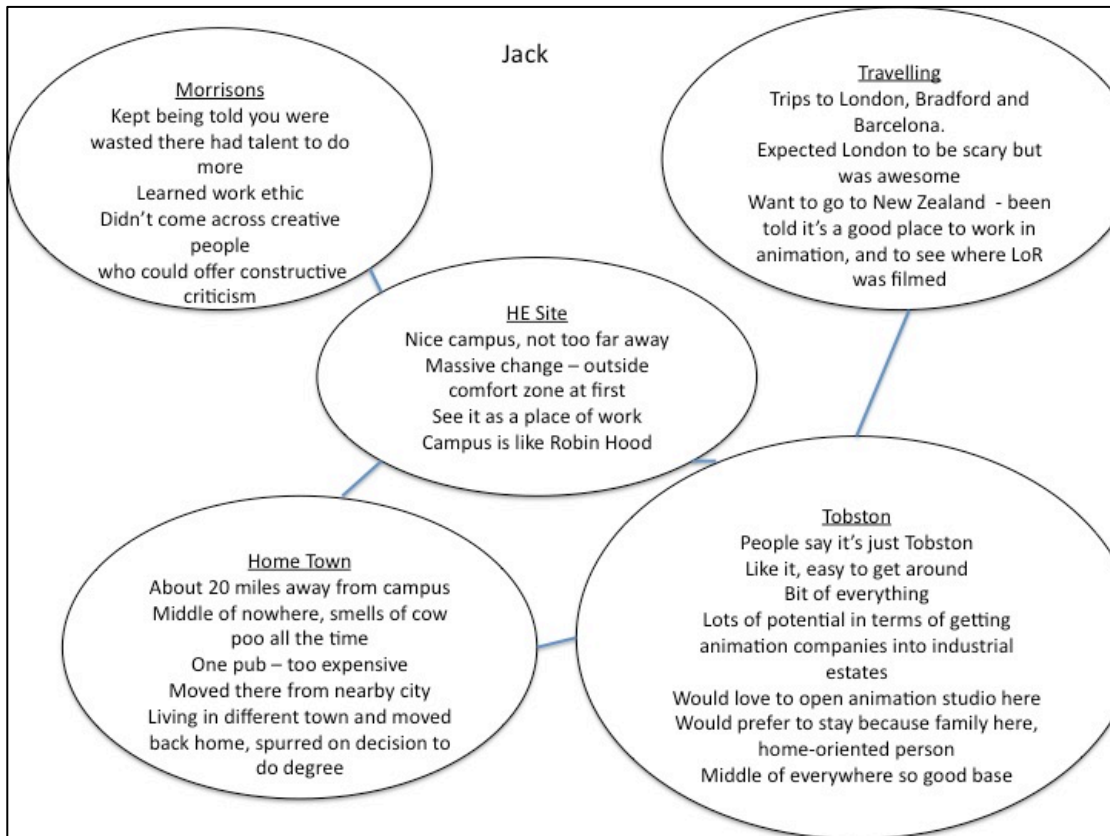 Jack
Morrisons
Kept being told you were
wasted there had talent to do
more
Learned work ethic
Didn't come across creative
people
who could offer constructive
criticism
Travelling
Trips to London, Bradford and
Barcelona.
Expected London to be scary but
was awesome
Want to go to New Zealand - been
told it's a good place to work in
animation, and to see where LoR
was filmed
HE Site
Nice campus, not too far away
Massive change – outside
comfort zone at first
See it as a place of work
Campus is like Robin Hood
Home Town
About 20 miles away from campus
Middle of nowhere, smells of cow
poo all the time
One pub – too expensive
Moved there from nearby city
Living in different town and moved
back home, spurred on decision to
do degree
Tobston
People say it's just Tobston
Like it, easy to get around
Bit of everything
Lots of potential in terms of getting
animation companies into industrial
estates
Would love to open animation studio here
Would prefer to stay because family here,
home-oriented person
Middle of everywhere so good base